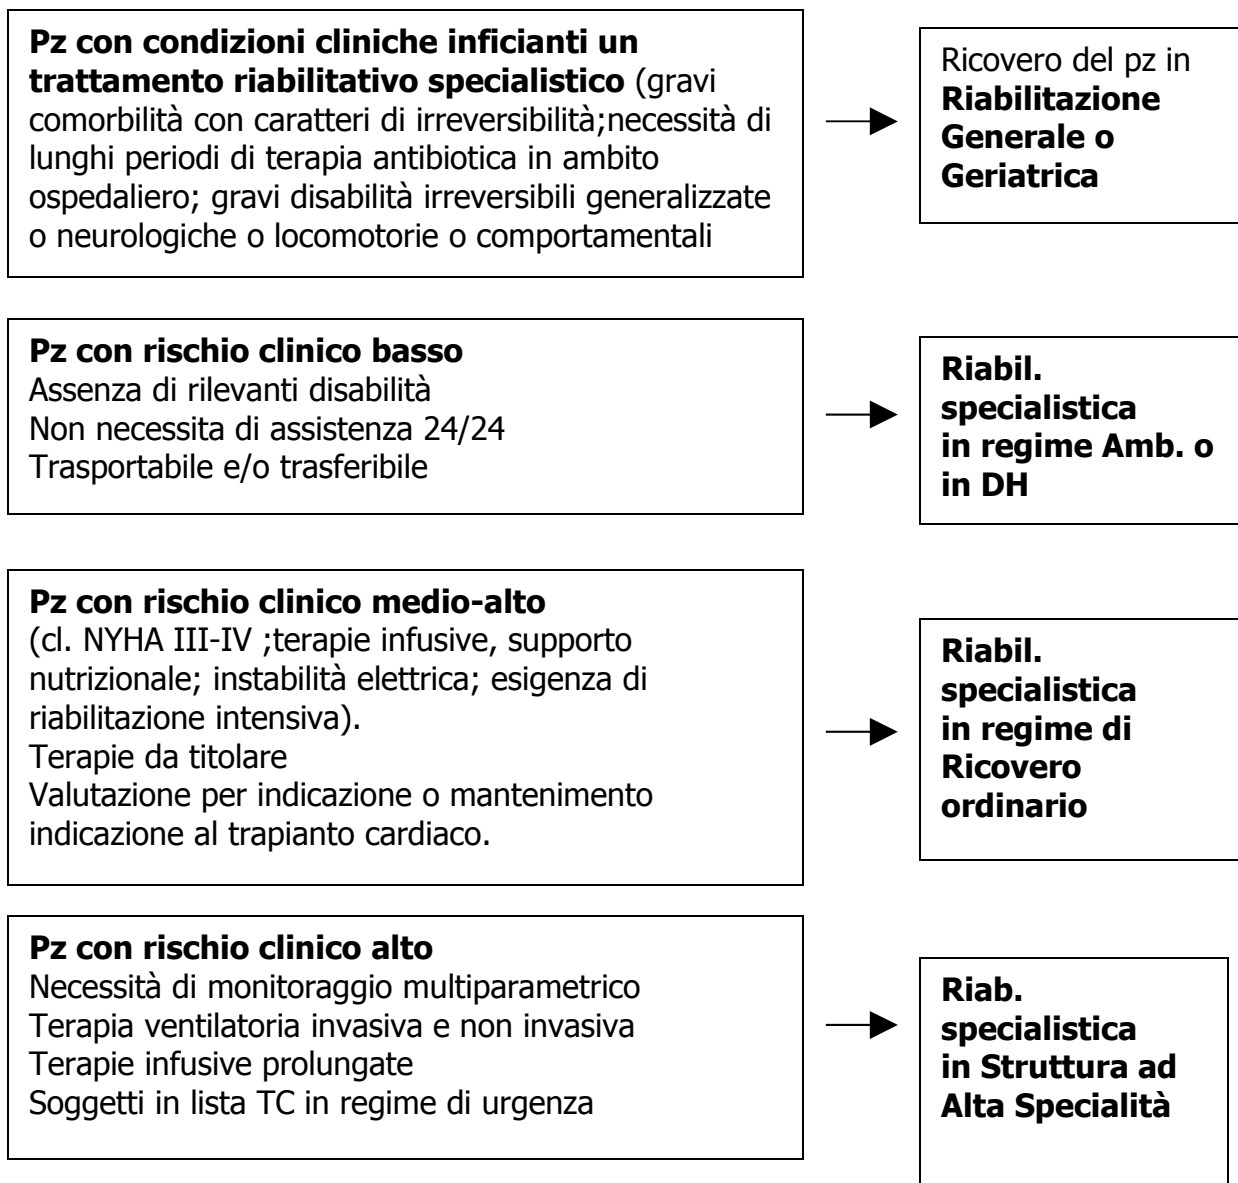 Pz con condizioni cliniche inficianti un
trattamento riabilitativo specialistico (gravi
comorbilità con caratteri di irreversibilità;necessità di
lunghi periodi di terapia antibiotica in ambito
ospedaliero; gravi disabilità irreversibili generalizzate
o neurologiche o locomotorie o comportamentali
Ricovero del pz in
Riabilitazione
Generale o
Geriatrica
Pz con rischio clinico basso
Assenza di rilevanti disabilità
Non necessita di assistenza 24/24
Trasportabile e/o trasferibile
Riabil.
specialistica
in regime Amb. o
in DH
Pz con rischio clinico medio-alto
(cl. NYHA III-IV ;terapie infusive, supporto
nutrizionale; instabilità elettrica; esigenza di
riabilitazione intensiva).
Terapie da titolare
Valutazione per indicazione o mantenimento
indicazione al trapianto cardiaco.
Riabil.
specialistica
in regime di
Ricovero
ordinario
Pz con rischio clinico alto
Necessità di monitoraggio multiparametrico
Terapia ventilatoria invasiva e non invasiva
Terapie infusive prolungate
Soggetti in lista TC in regime di urgenza
Riab.
specialistica
in Struttura ad
Alta Specialità